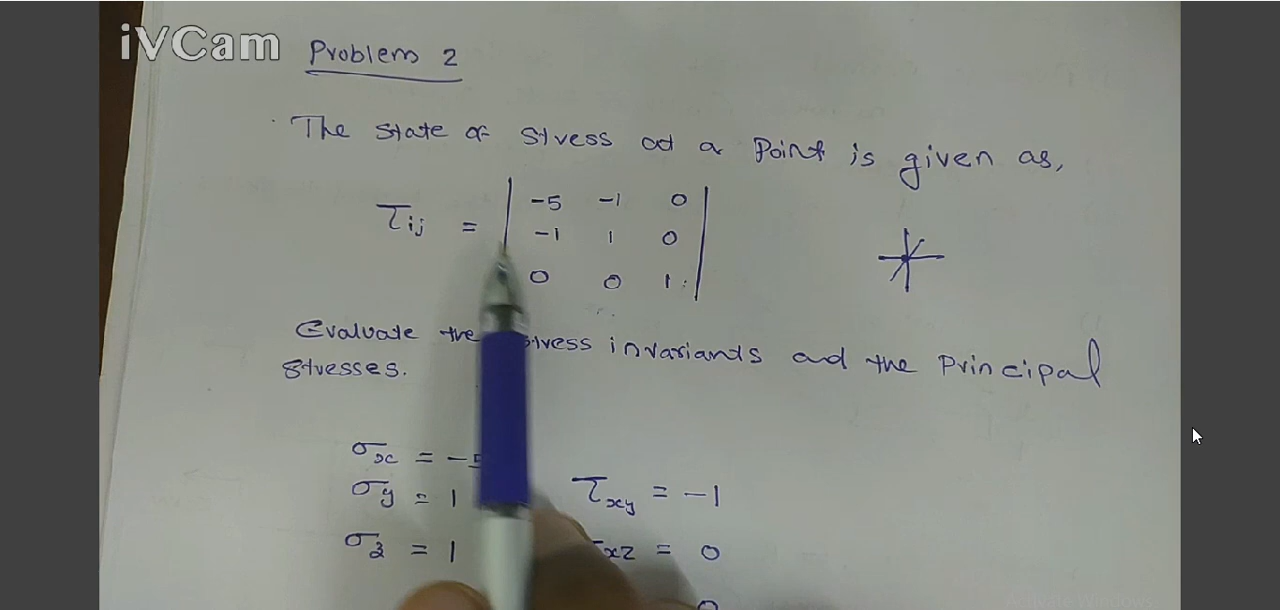 iVCam
Problem 2
The state of stress at a Point is given as,
τij = | -5 -1 0 |
-1 1 0
0 0 1
Evaluate the stress invariants and the Principal
stresses.
σx = -5
σy = 1 τxy = -1
σz = 1 τxz = 0
0